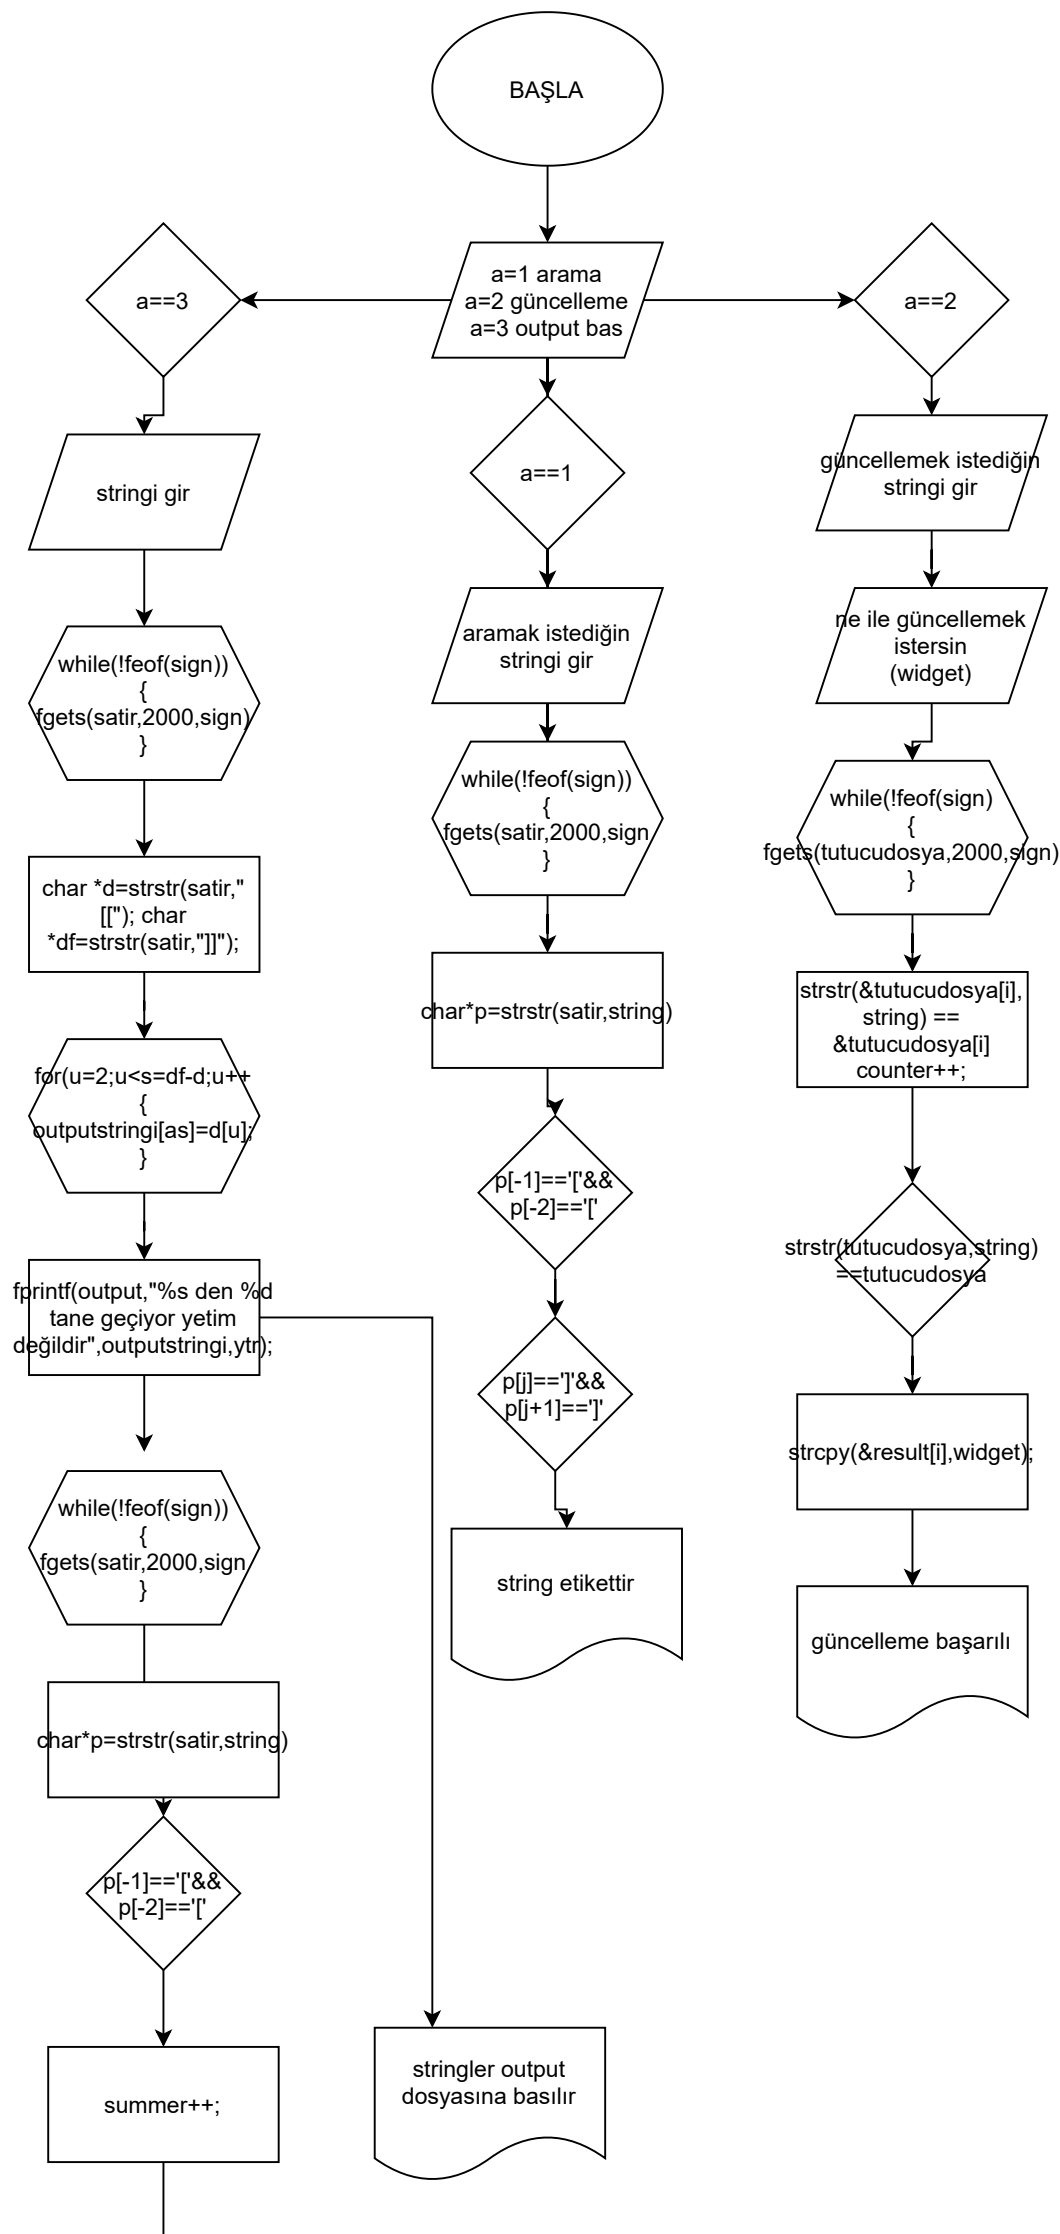 BAŞLA
a=1 arama
a=2 güncelleme
a=3 output bas
a==3
stringi gir
while(!feof(sign))
{
fgets(satir,2000,sign)
}
char *d=strstr(satir,"
[["); char
*df=strstr(satir,"]]");
for(u=2;u<s=df-d;u++
{
outputstringi[as]=d[u];
}
fprintf(output,"%s den %d
tane geçiyor yetim
değildir",outputstringi,ytr);
while(!feof(sign))
{
fgets(satir,2000,sign
}
char*p=strstr(satir,string)
p[-1]=='['&&
p[-2]=='['
summer++;
stringler output
dosyasına basılır
a==1
aramak istediğin
stringi gir
while(!feof(sign))
{
fgets(satir,2000,sign
}
char*p=strstr(satir,string)
p[-1]=='['&&
p[-2]=='['
p[j]==']'&&
p[j+1]==']'
string etikettir
a==2
güncellemek istediğin
stringi gir
ne ile güncellemek
istersin
(widget)
while(!feof(sign)
{
fgets(tutucudosya,2000,sign)
}
strstr(&tutucudosya[i],
string) ==
&tutucudosya[i]
counter++;
strstr(tutucudosya,string)
==tutucudosya
strcpy(&result[i],widget);
güncelleme başarılı